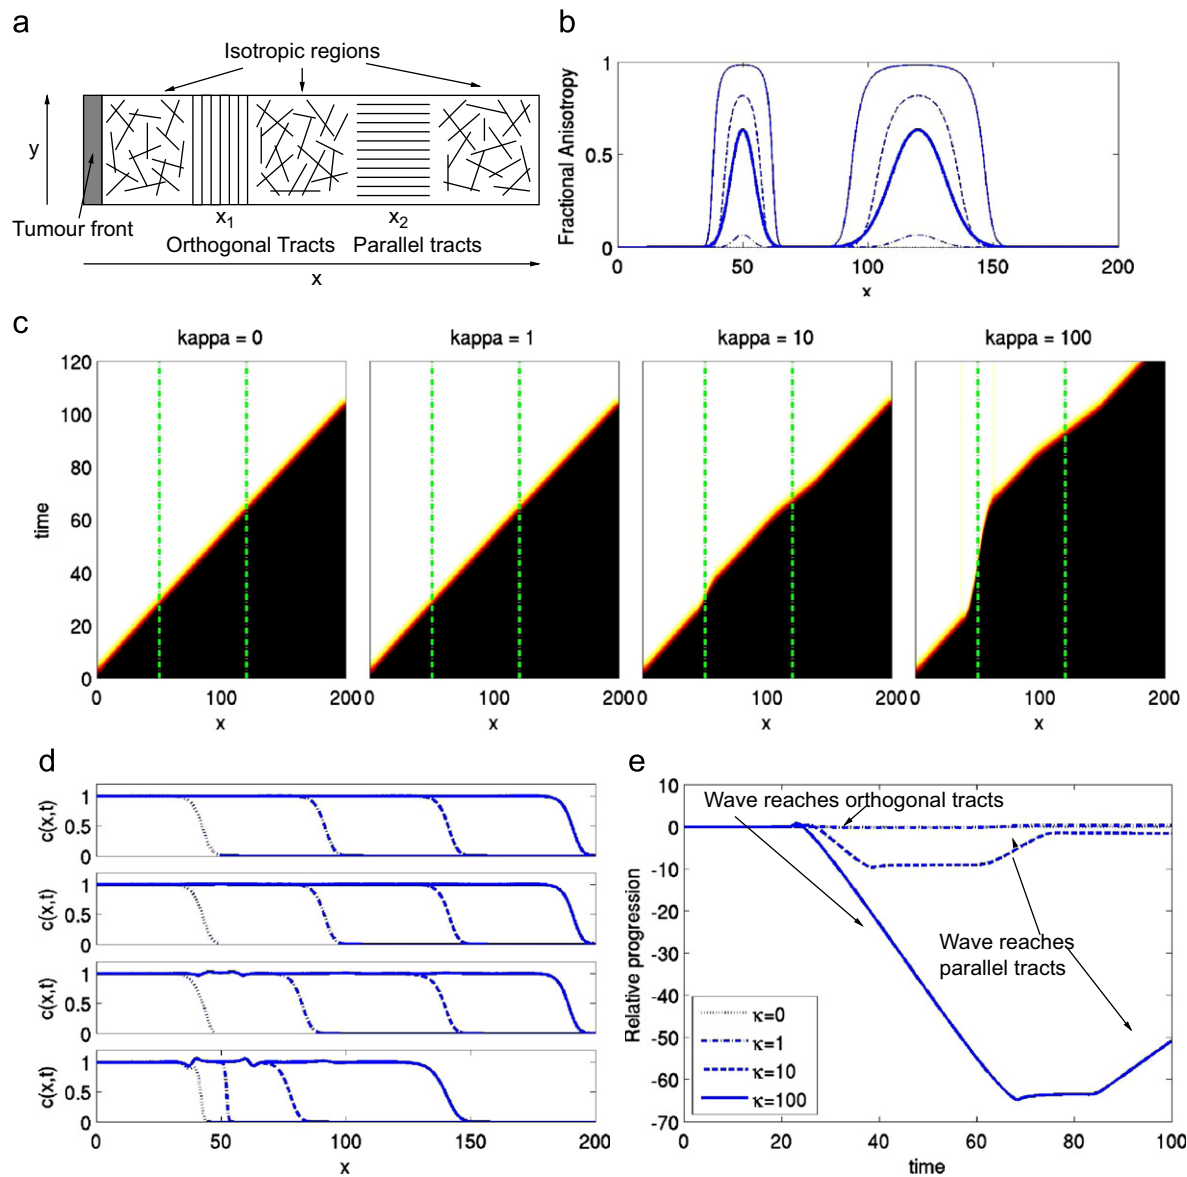 a
Isotropic regions
y
Tumour front
x1
x2
Orthogonal Tracts
Parallel tracts
x
b
Fractional Anisotropy
1
0.5
0
0
50
100
150
200
x
c
kappa = 0
kappa = 1
kappa = 10
kappa = 100
time
120
100
80
60
40
20
0
0
100
200
x
0
100
200
x
0
100
200
x
0
100
200
x
d
c(x,t)
1
0.5
0
c(x,t)
1
0.5
0
c(x,t)
1
0.5
0
c(x,t)
1
0.5
0
0
50
100
150
200
x
e
Relative progression
10
0
-10
-20
-30
-40
-50
-60
-70
Wave reaches orthogonal tracts
Wave reaches
parallel tracts
κ=0
κ=1
κ=10
κ=100
0
20
40
60
80
100
time